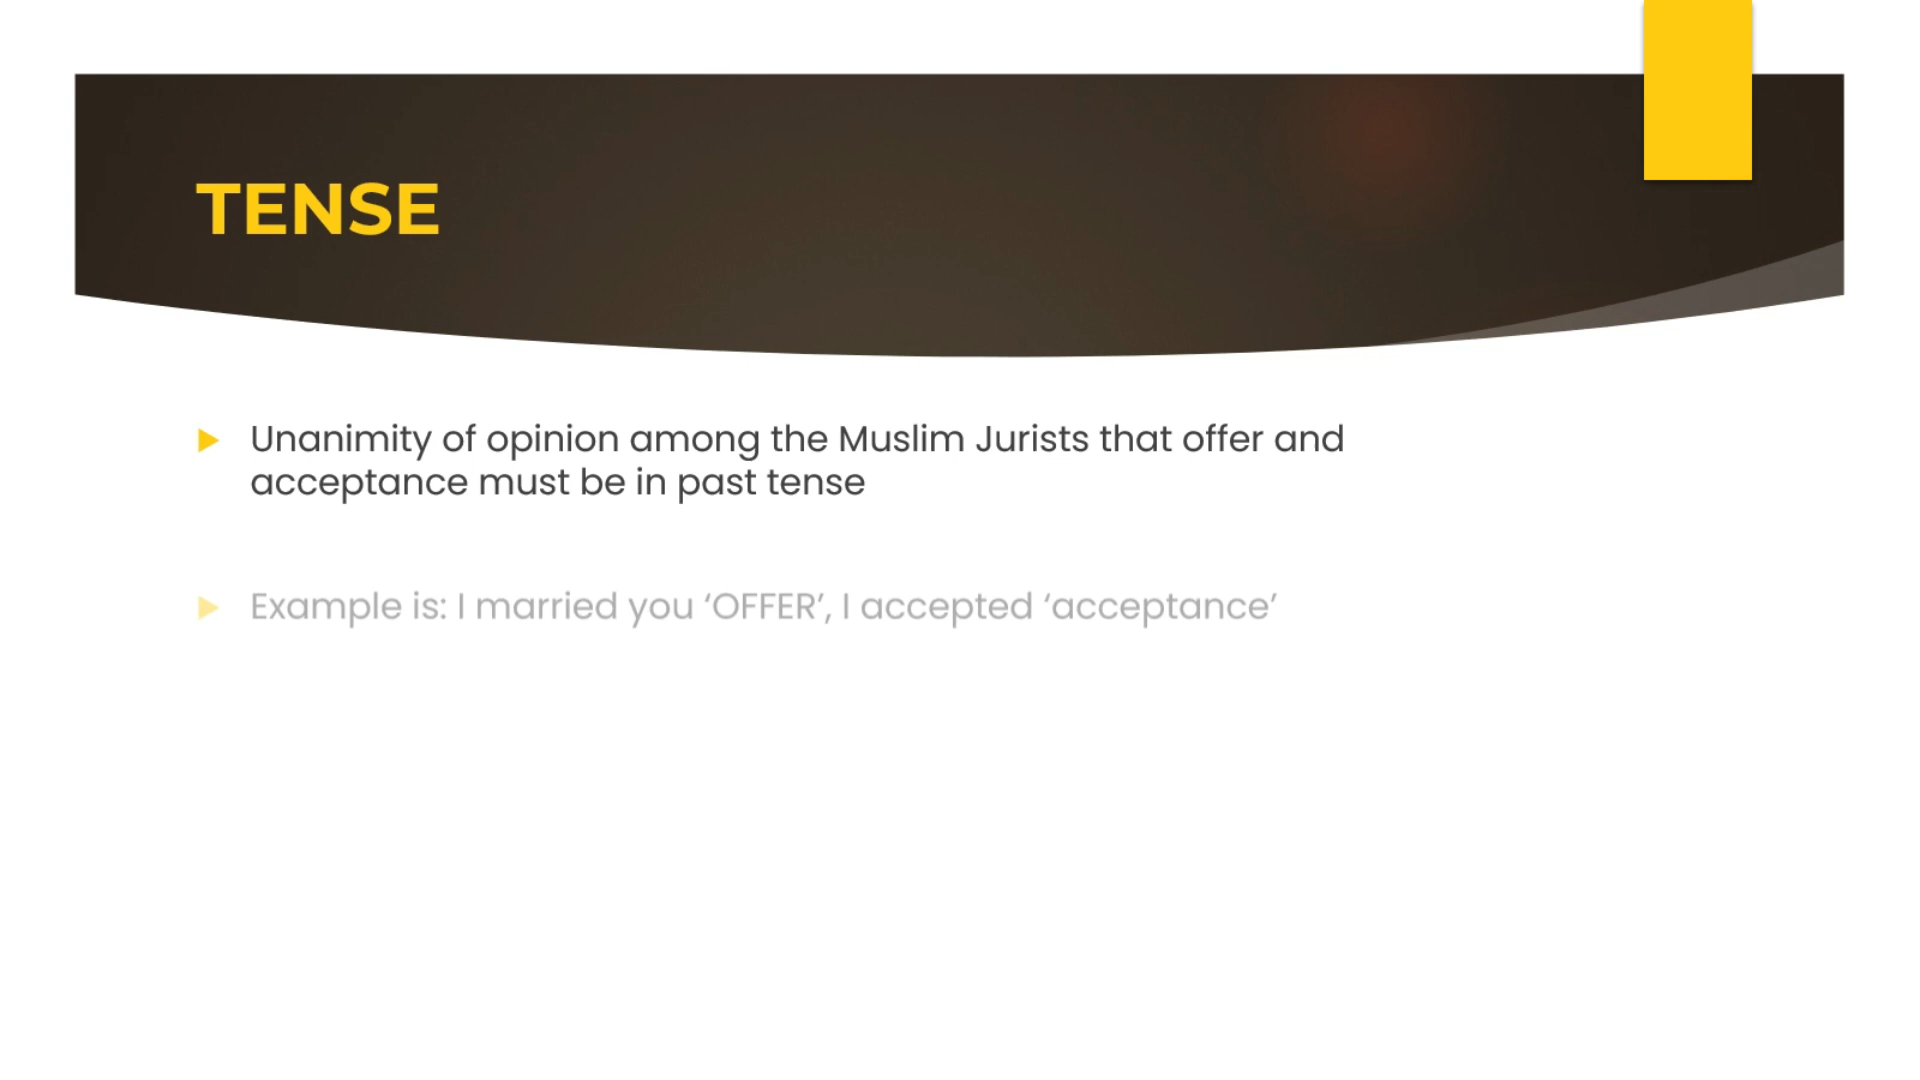 TENSE
Unanimity of opinion among the Muslim Jurists that offer and
acceptance must be in past tense
Example is: I married you ‘OFFER’, I accepted ‘acceptance’